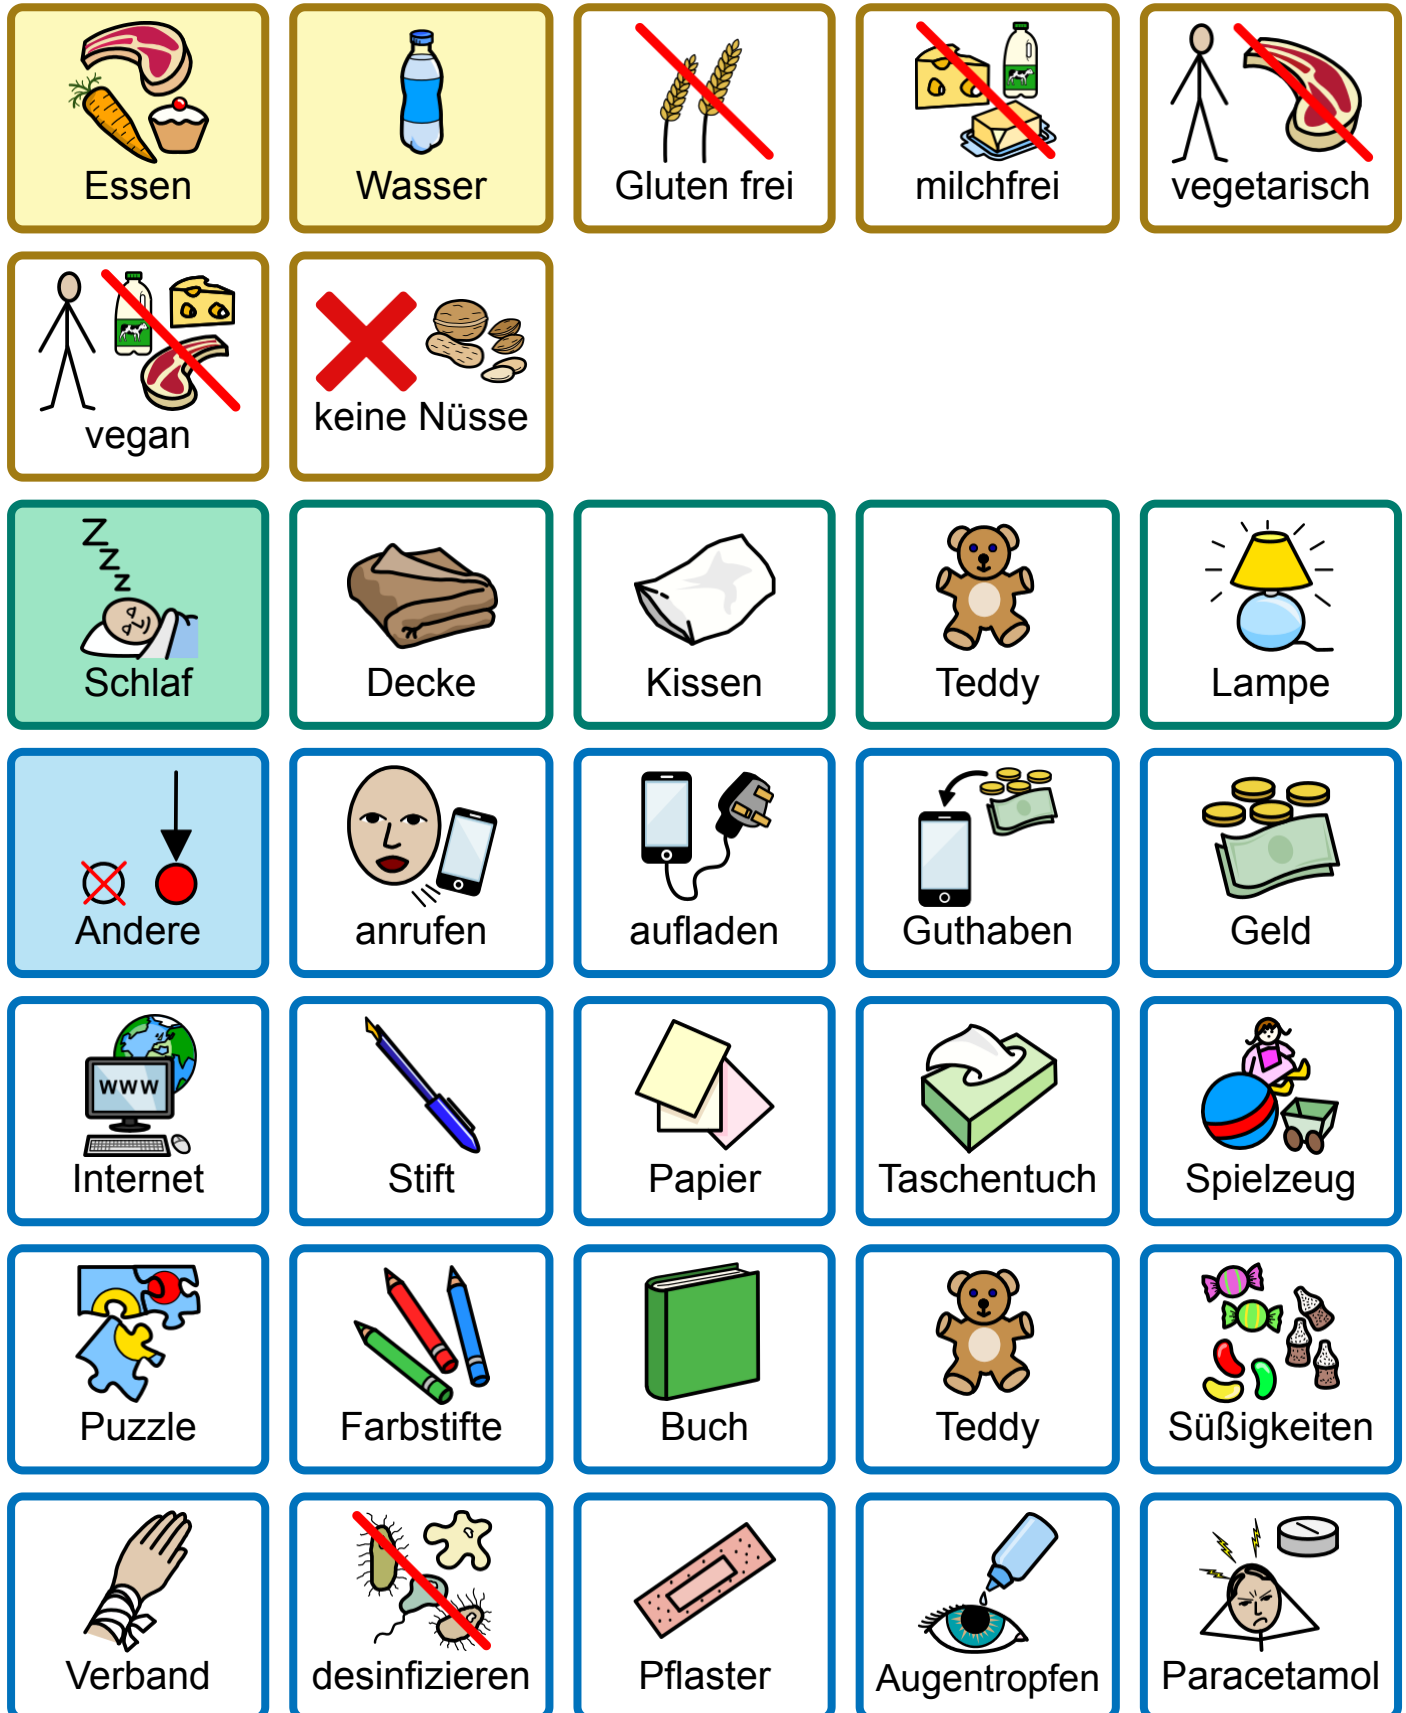 Essen
Wasser
Gluten frei
milchfrei
vegetarisch
vegan
keine Nüsse
Z
Z
Z
Schlaf
Decke
Kissen
Teddy
Lampe
Andere
anrufen
aufladen
Guthaben
Geld
www
Internet
Stift
Papier
Taschentuch
Spielzeug
Puzzle
Farbstifte
Buch
Teddy
Süßigkeiten
Verband
desinfizieren
Pflaster
Augentropfen
Paracetamol